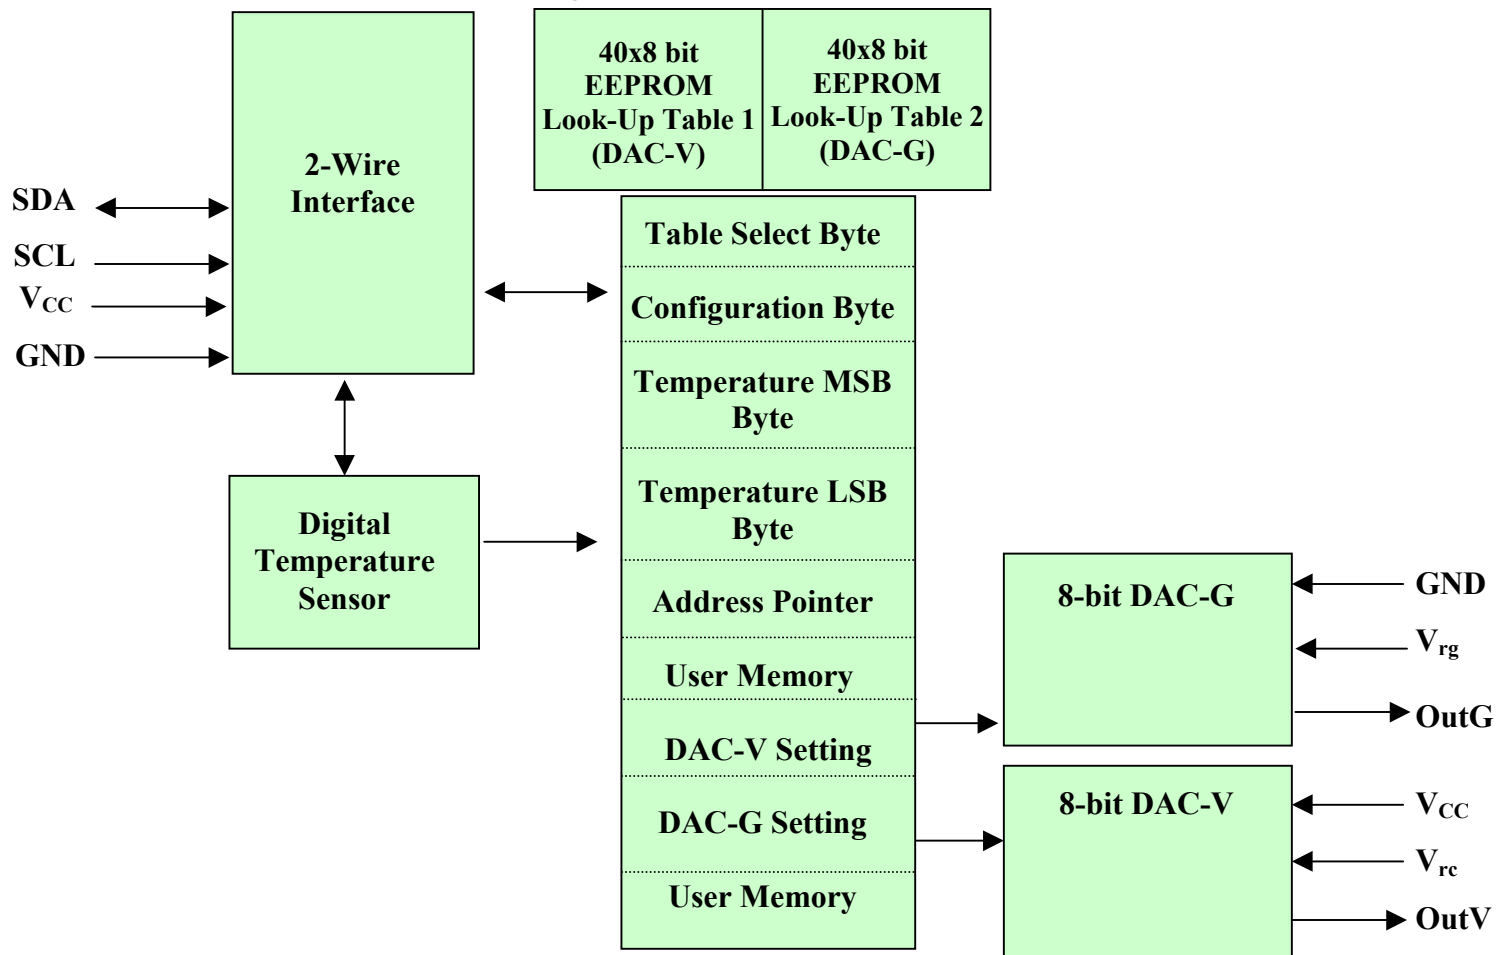 40x8 bit
EEPROM
Look-Up Table 1
(DAC-V)
40x8 bit
EEPROM
Look-Up Table 2
(DAC-G)
2-Wire
Interface
SDA
SCL
VCC
GND
Table Select Byte
Configuration Byte
Temperature MSB
Byte
Temperature LSB
Byte
Address Pointer
User Memory
DAC-V Setting
DAC-G Setting
User Memory
Digital
Temperature
Sensor
8-bit DAC-G
GND
Vrg
OutG
8-bit DAC-V
VCC
Vrc
OutV